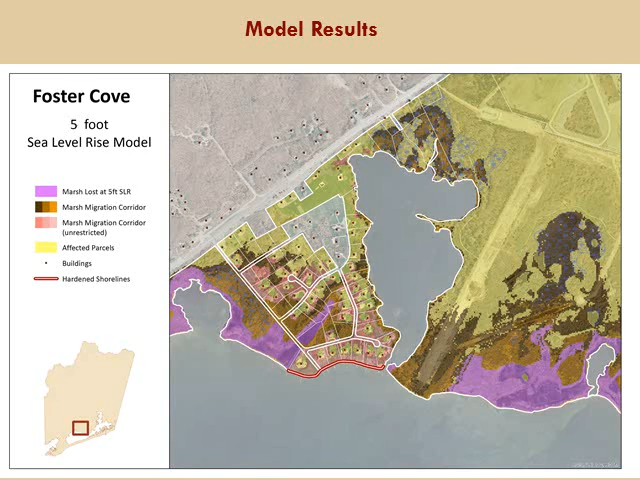 Model Results
Foster Cove
5 foot
Sea Level Rise Model
Marsh Lost at 5ft SLR
Marsh Migration Corridor
Marsh Migration Corridor
(unrestricted)
Affected Parcels
Buildings
Hardened Shorelines